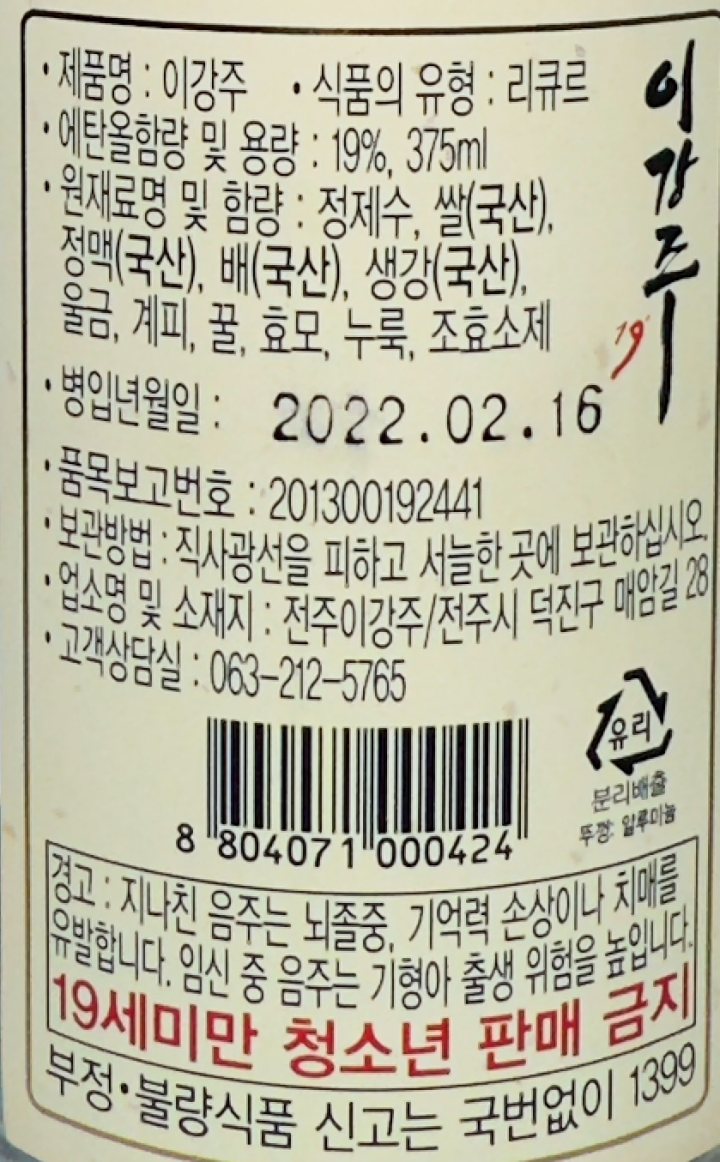 • 제품명 : 이강주 • 식품의 유형 : 리큐르
• 에탄올함량 및 용량 : 19%, 375ml
• 원재료명 및 함량 : 정제수, 쌀(국산),
정맥(국산), 배(국산), 생강(국산),
울금, 계피, 꿀, 효모, 누룩, 조효소제
• 병입년월일 : 2022.02.16
• 품목보고번호 : 201300192441
• 보관방법 : 직사광선을 피하고 서늘한 곳에 보관하십시오.
• 업소명 및 소재지 : 전주이강주/전주시 덕진구 매암길 28
• 고객상담실 : 063-212-5765
이강주
19°
유리
분리배출
뚜껑: 알루미늄
8 804071 000424
경고 : 지나친 음주는 뇌졸중, 기억력 손상이나 치매를
유발합니다. 임신 중 음주는 기형아 출생 위험을 높입니다.
19세미만 청소년 판매 금지
부정•불량식품 신고는 국번없이 1399